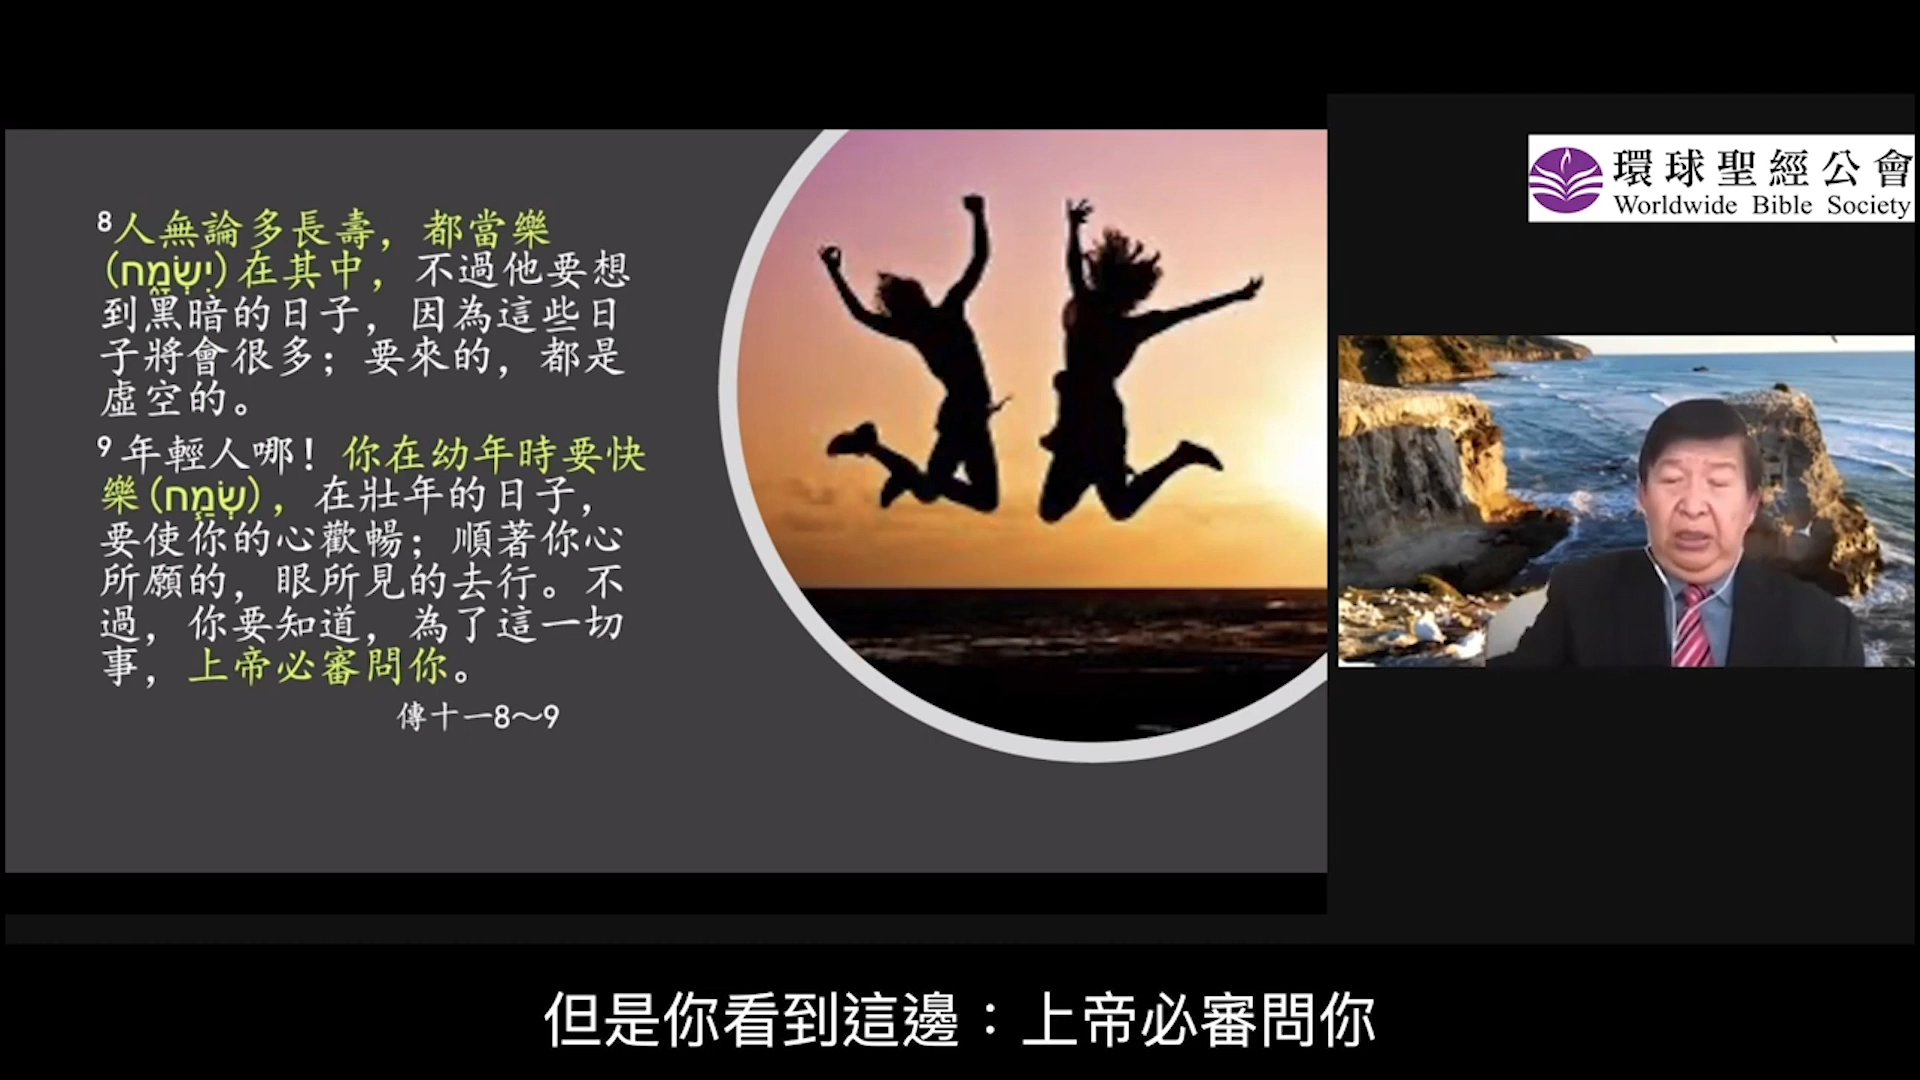 8人無論多長壽，都當樂
(יִשְׂמָ֑ח)在其中，不過他要想
到黑暗的日子，因為這些日
子將會很多；要來的，都是
虛空的。
9年輕人哪！你在幼年時要快
樂(שְׂמַ֧ח)，在壯年的日子，
要使你的心歡暢；順著你心
所願的，眼所見的去行。不
過，你要知道，為了這一切
事，上帝必審問你。
傳十一8～9
環球聖經公會
Worldwide Bible Society
但是你看到這邊：上帝必審問你